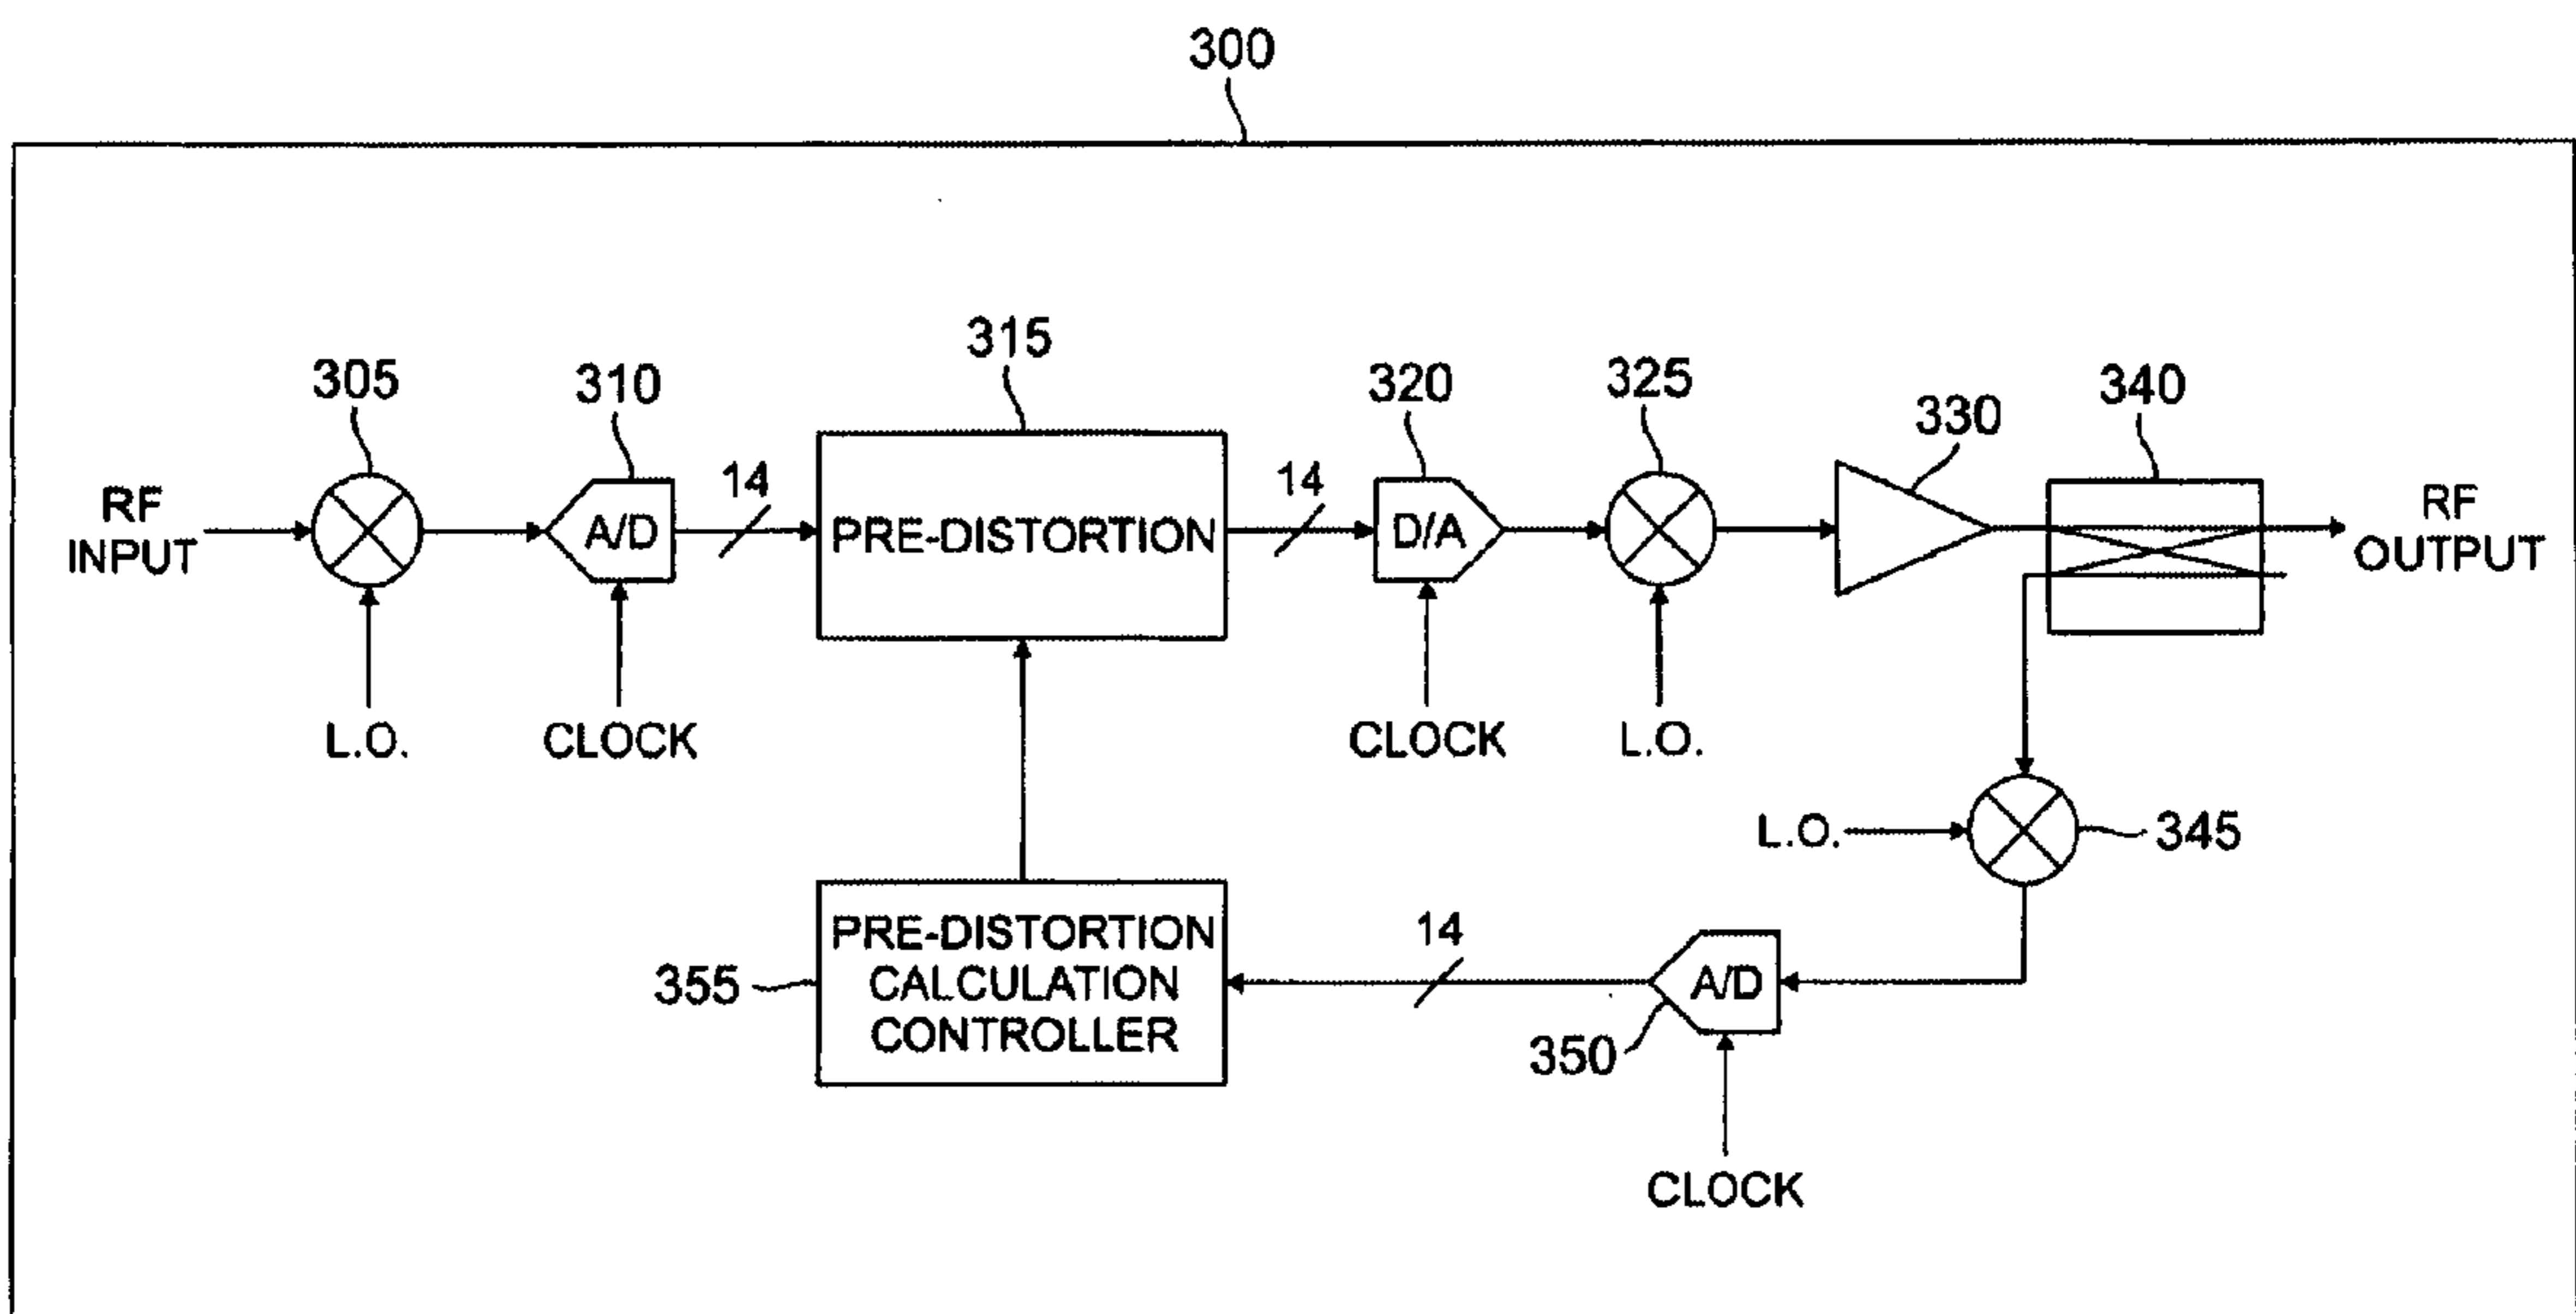 300
315
305
310
320
325
330
340
RF
INPUT
A/D
14
PRE-DISTORTION
14
D/A
RF
OUTPUT
L.O.
CLOCK
CLOCK
L.O.
L.O.
345
355
PRE-DISTORTION
CALCULATION
CONTROLLER
14
A/D
350
CLOCK